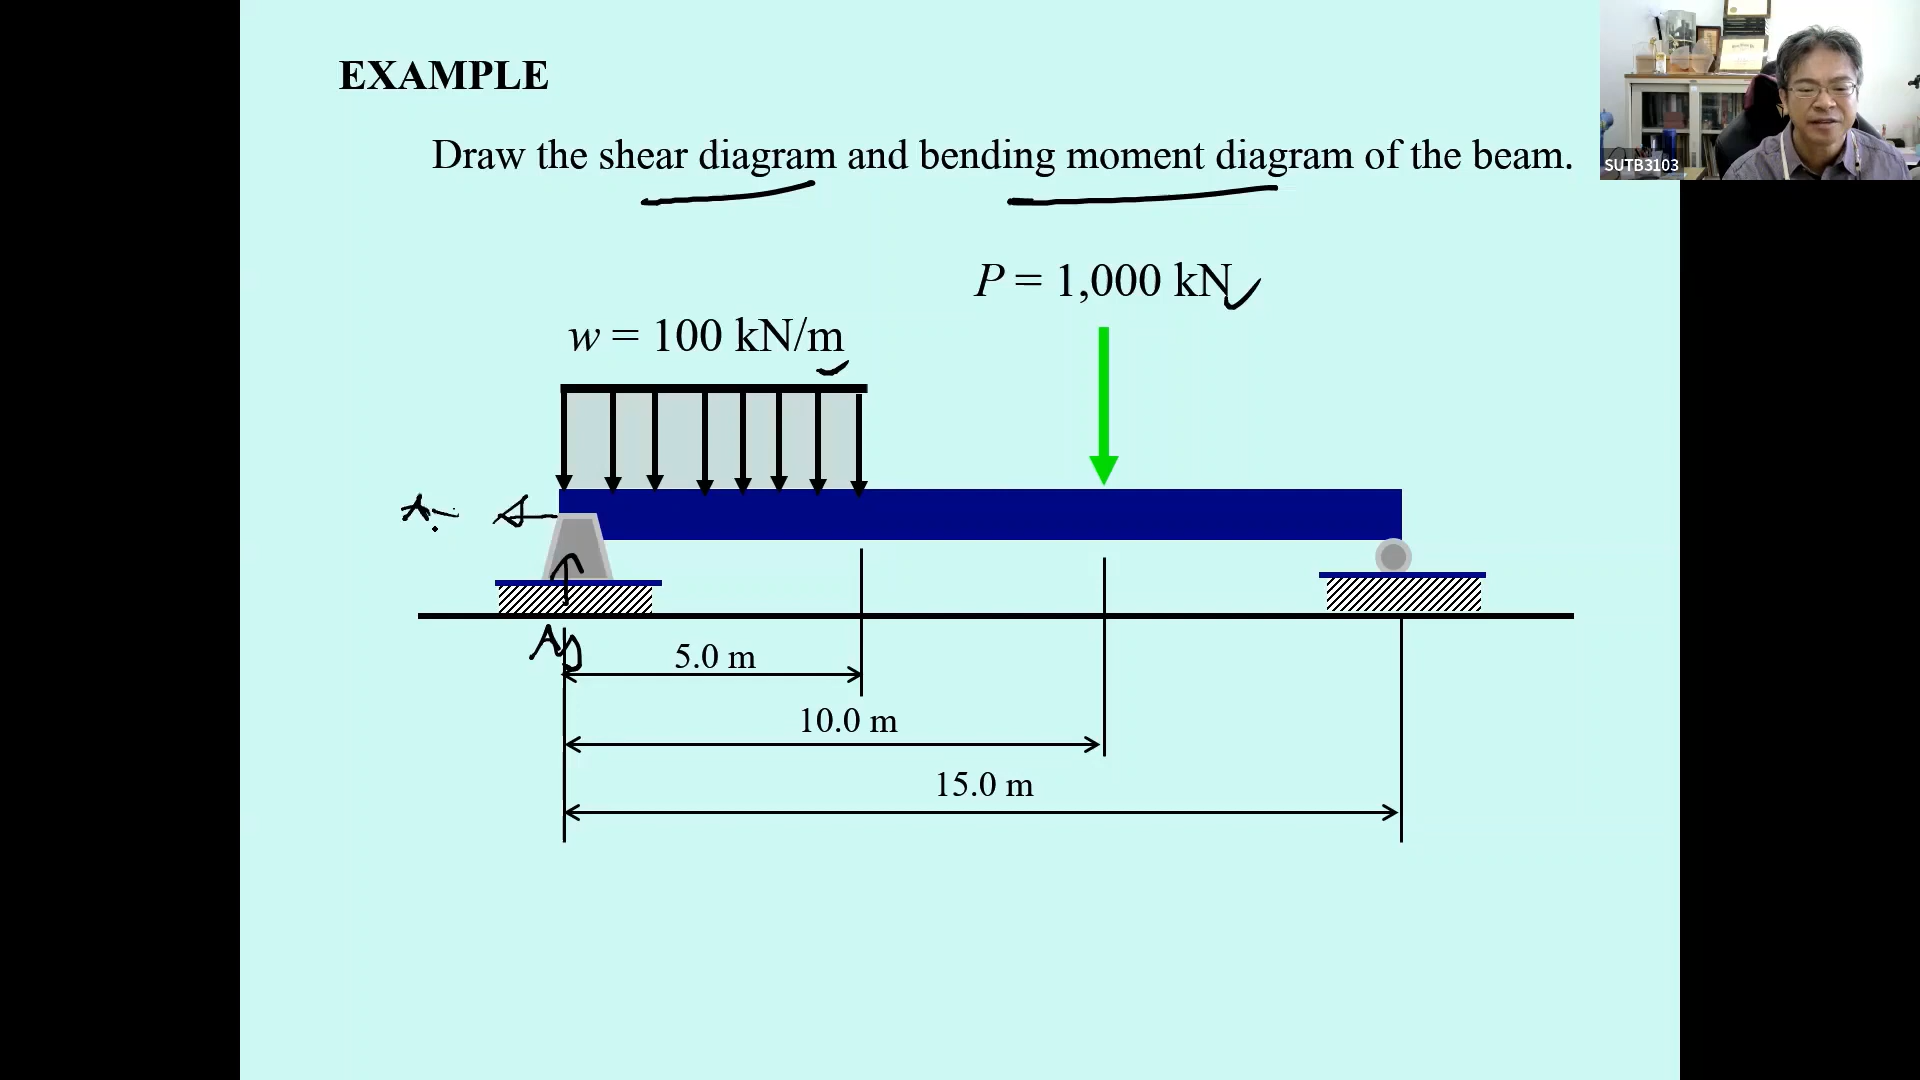 EXAMPLE
Draw the shear diagram and bending moment diagram of the beam.
SUTB3103
P = 1,000 kN
w = 100 kN/m
Ay
5.0 m
10.0 m
15.0 m